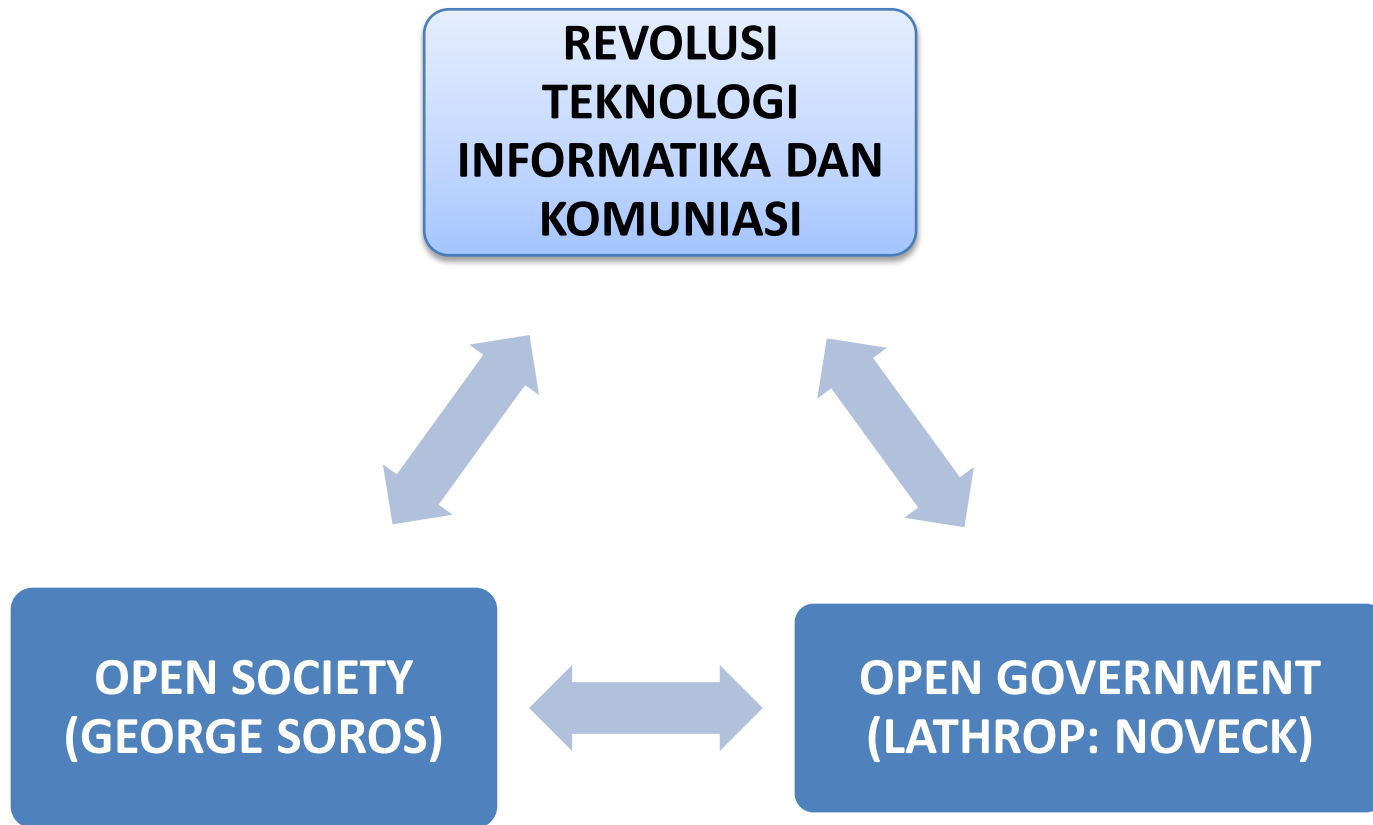 REVOLUSI
TEKNOLOGI
INFORMATIKA DAN
KOMUNIASI
OPEN SOCIETY
(GEORGE SOROS)
OPEN GOVERNMENT
(LATHROP: NOVECK)